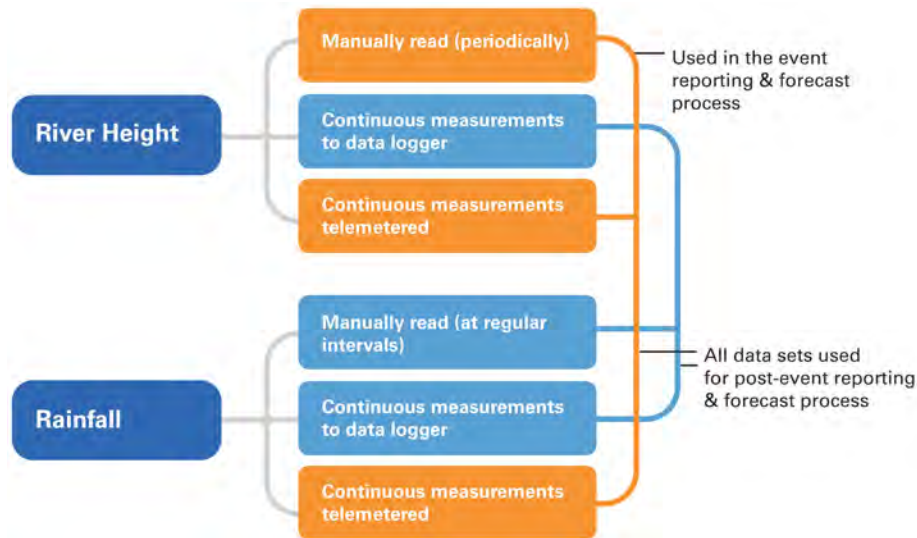 River Height
Manually read (periodically)
Continuous measurements
to data logger
Continuous measurements
telemetered
Used in the event
reporting & forecast
process
Rainfall
Manually read (at regular
intervals)
Continuous measurements
to data logger
Continuous measurements
telemetered
All data sets used
for post-event reporting
& forecast process